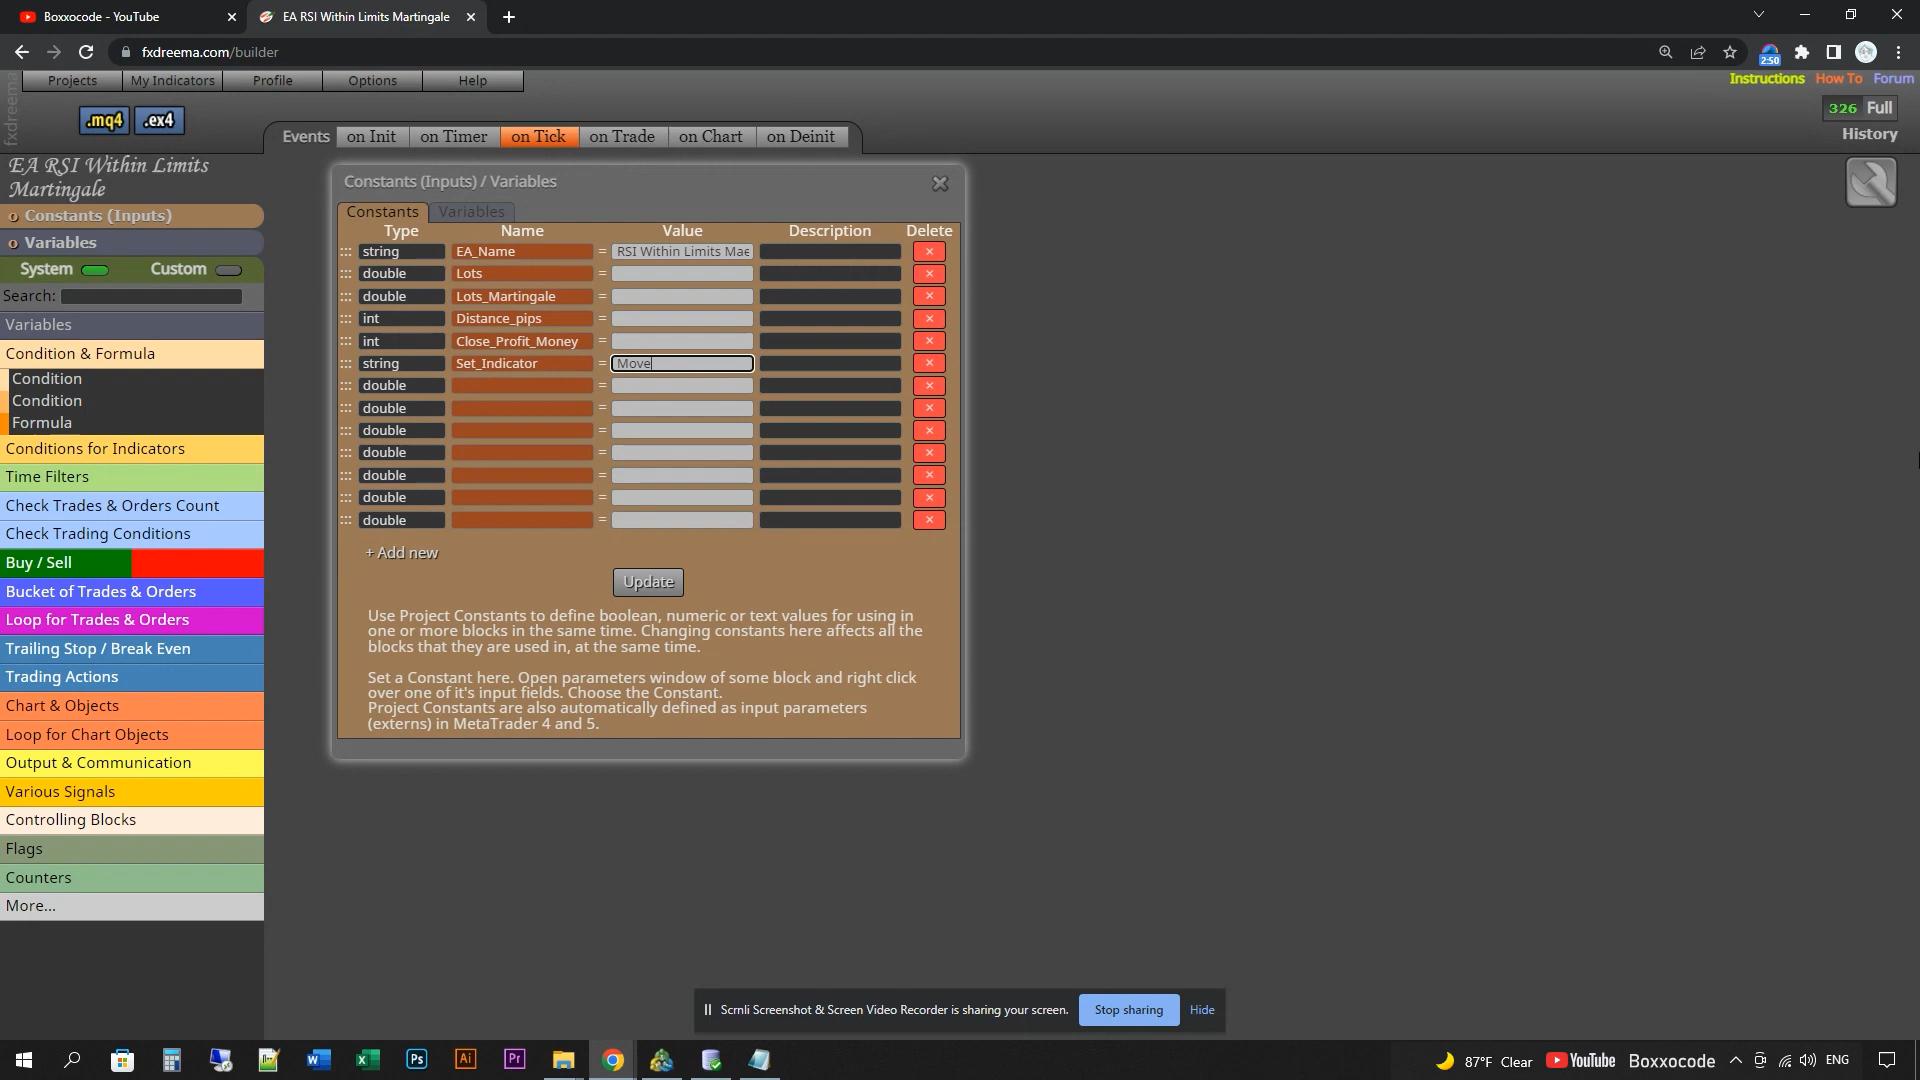 Boxxocode - YouTube
EA RSI Within Limits Martingale
fxdreema.com/builder
2:50
Projects
My Indicators
Profile
Options
Help
Instructions
How To
Forum
fxdreema
.mq4
.ex4
Events
on Init
on Timer
on Tick
on Trade
on Chart
on Deinit
326 Full
History
EA RSI Within Limits
Martingale
Constants (Inputs)
Variables
System
Custom
Search:
Variables
Condition & Formula
Condition
Condition
Formula
Conditions for Indicators
Time Filters
Check Trades & Orders Count
Check Trading Conditions
Buy / Sell
Bucket of Trades & Orders
Loop for Trades & Orders
Trailing Stop / Break Even
Trading Actions
Chart & Objects
Loop for Chart Objects
Output & Communication
Various Signals
Controlling Blocks
Flags
Counters
More...
Constants (Inputs) / Variables
Constants
Variables
Type Name Value Description Delete
string EA_Name = RSI Within Limits Mae ×
double Lots = ×
double Lots_Martingale = ×
int Distance_pips = ×
int Close_Profit_Money = ×
string Set_Indicator = Move ×
double = ×
double = ×
double = ×
double = ×
double = ×
double = ×
double = ×
+ Add new
Update
Use Project Constants to define boolean, numeric or text values for using in
one or more blocks in the same time. Changing constants here affects all the
blocks that they are used in, at the same time.
Set a Constant here. Open parameters window of some block and right click
over one of it's input fields. Choose the Constant.
Project Constants are also automatically defined as input parameters
(externs) in MetaTrader 4 and 5.
Scrnli Screenshot & Screen Video Recorder is sharing your screen.
Stop sharing
Hide
Ps
Ai
Pr
87°F Clear
YouTube
Boxxocode
ENG